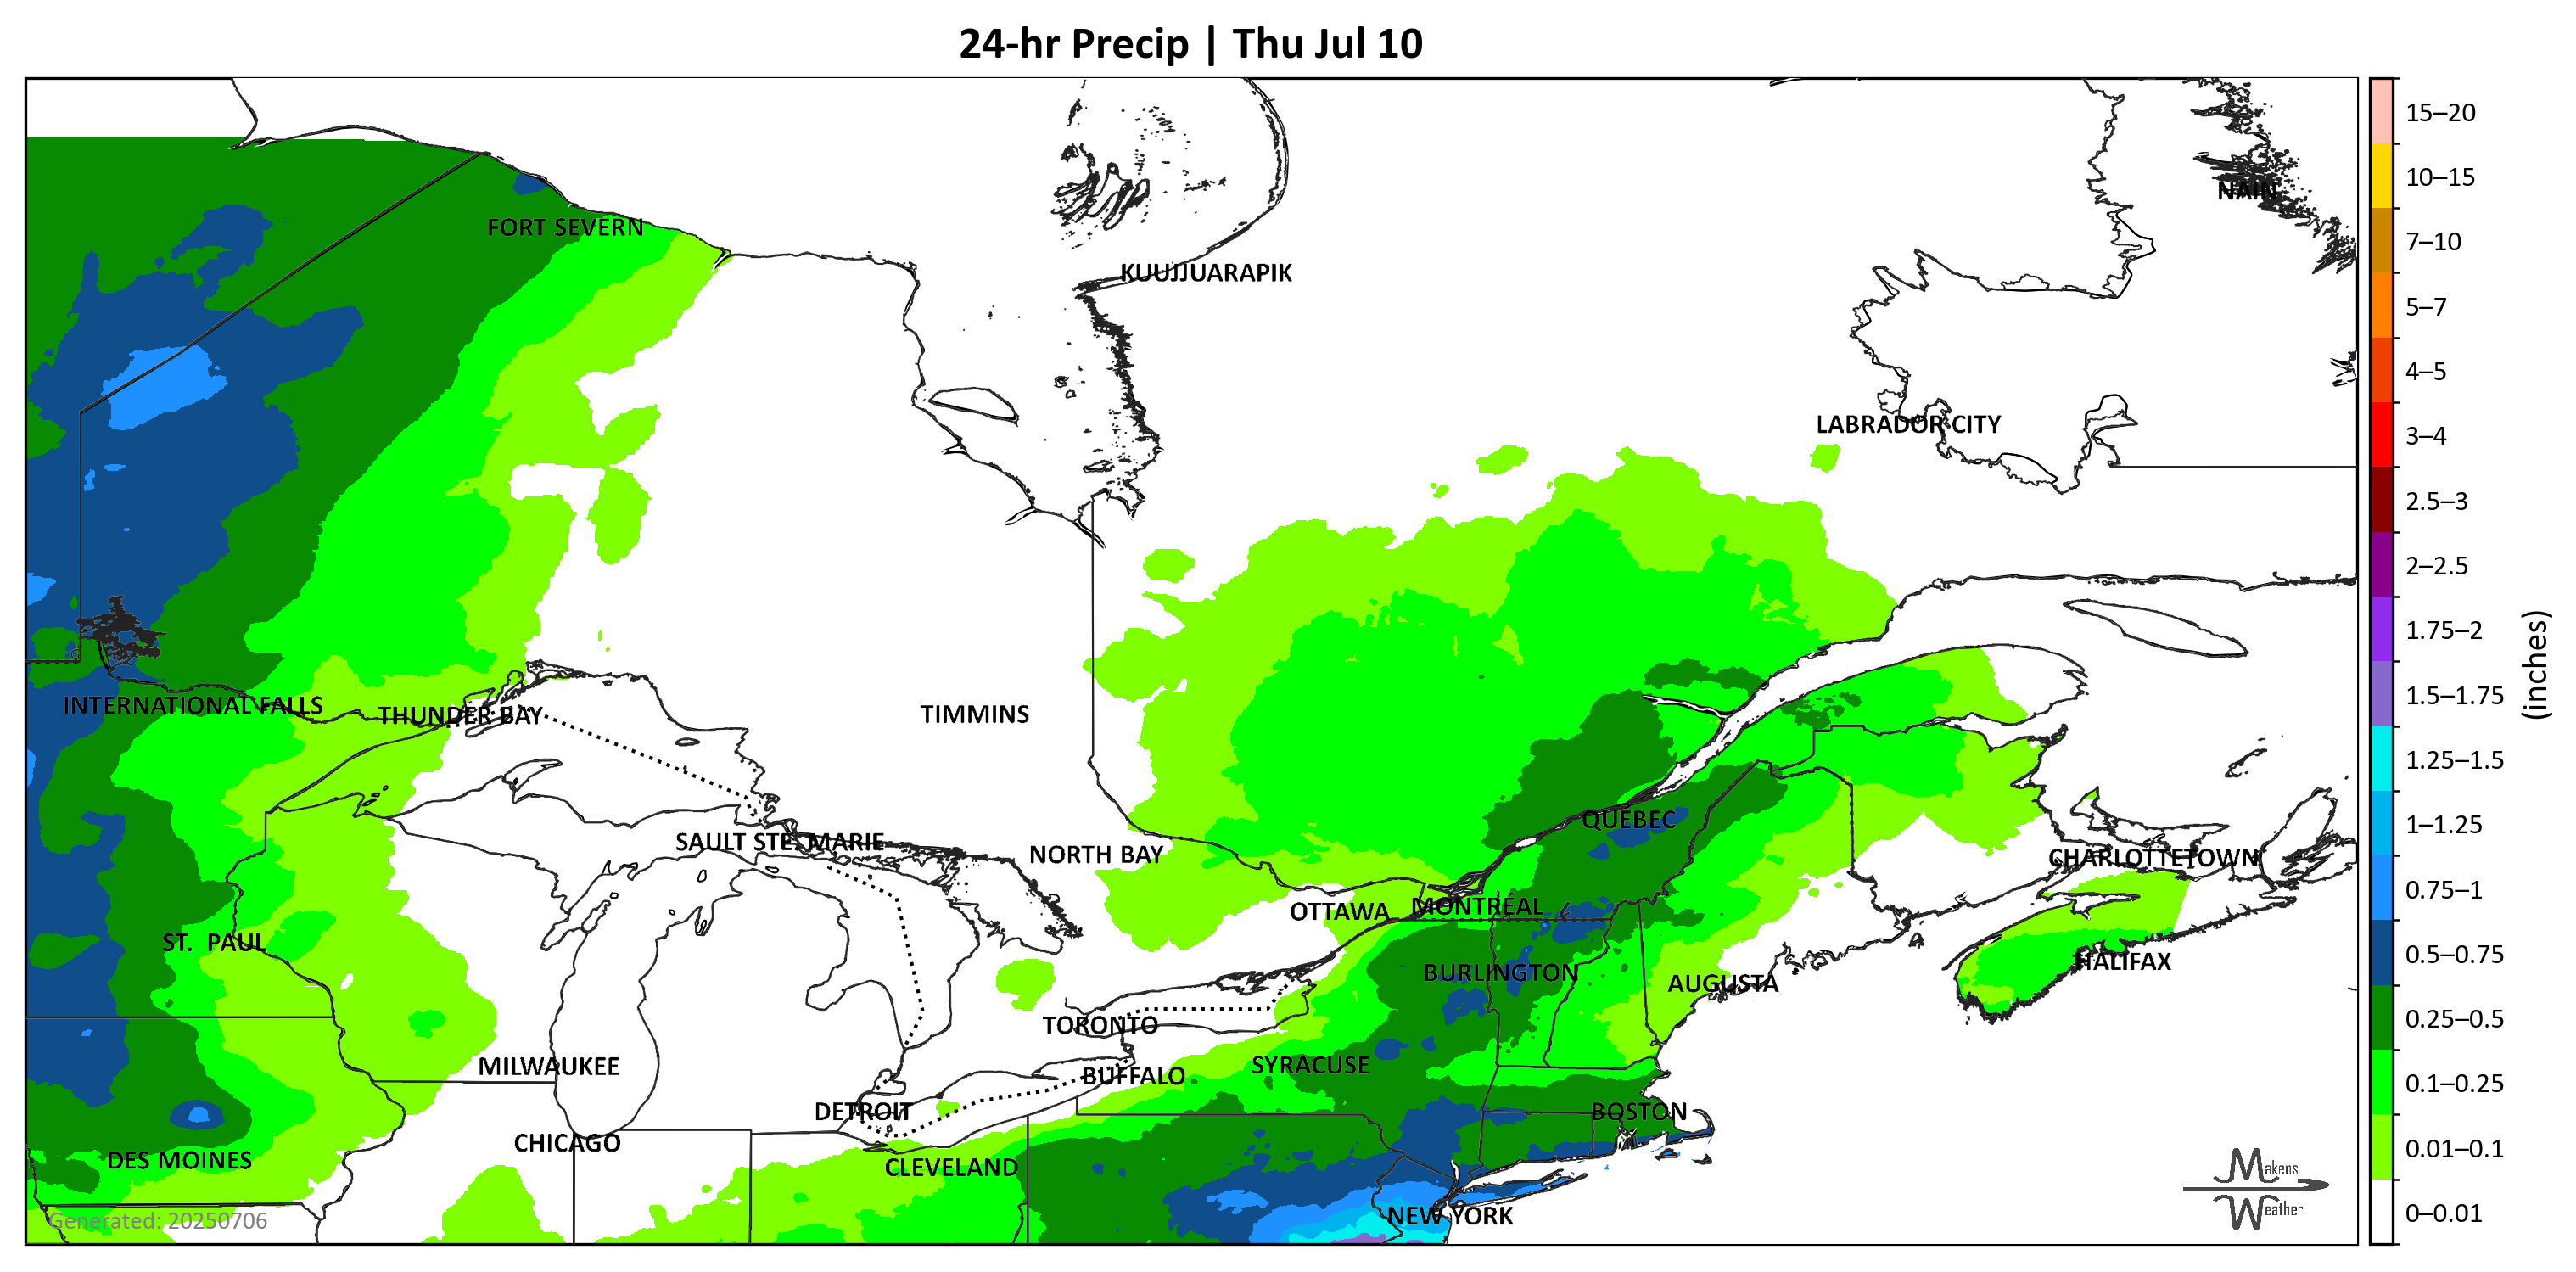 24-hr Precip | Thu Jul 10
NAIN
FORT SEVERN
KUUJJUARAPIK
LABRADOR CITY
INTERNATIONAL FALLS
THUNDER BAY
TIMMINS
QUEBEC
SAULT STE. MARIE
NORTH BAY
CHARLOTTETOWN
OTTAWA
MONTREAL
ST. PAUL
HALIFAX
BURLINGTON
AUGUSTA
TORONTO
MILWAUKEE
SYRACUSE
BUFFALO
DETROIT
BOSTON
CHICAGO
DES MOINES
CLEVELAND
NEW YORK
Generated: 20250706
Makens
Weather
15–20
10–15
7–10
5–7
4–5
3–4
2.5–3
2–2.5
1.75–2
1.5–1.75
1.25–1.5
1–1.25
0.75–1
0.5–0.75
0.25–0.5
0.1–0.25
0.01–0.1
0–0.01
(inches)